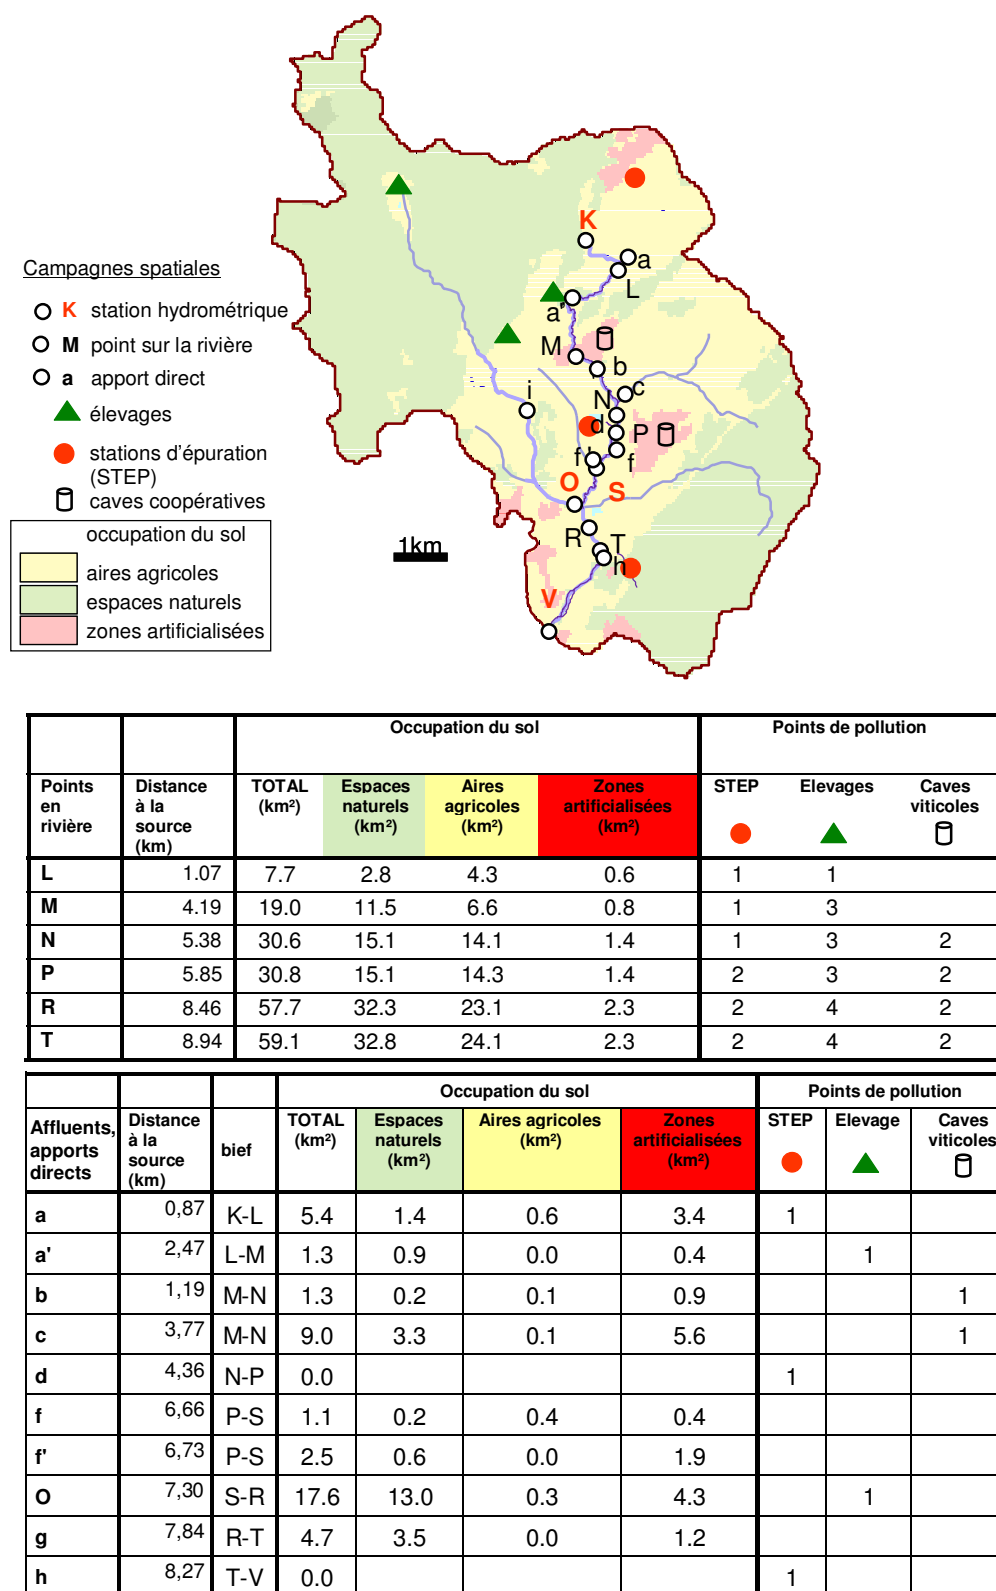 K
a
L
a'
M
b
i
c
N
d
P
f'
f
O
S
R
T
h
V
1km
Campagnes spatiales
K station hydrométrique
M point sur la rivière
a apport direct
élevages
stations d'épuration
(STEP)
caves coopératives
occupation du sol
aires agricoles
espaces naturels
zones artificialisées
Occupation du sol Points de pollution
Points en rivière Distance à la source (km) TOTAL (km²) Espaces naturels (km²) Aires agricoles (km²) Zones artificialisées (km²) STEP Elevages Caves viticoles
L 1.07 7.7 2.8 4.3 0.6 1 1
M 4.19 19.0 11.5 6.6 0.8 1 3
N 5.38 30.6 15.1 14.1 1.4 1 3 2
P 5.85 30.8 15.1 14.3 1.4 2 3 2
R 8.46 57.7 32.3 23.1 2.3 2 4 2
T 8.94 59.1 32.8 24.1 2.3 2 4 2
Occupation du sol Points de pollution
Affluents, apports directs Distance à la source (km) bief TOTAL (km²) Espaces naturels (km²) Aires agricoles (km²) Zones artificialisées (km²) STEP Elevage Caves viticoles
a 0,87 K-L 5.4 1.4 0.6 3.4 1
a' 2,47 L-M 1.3 0.9 0.0 0.4 1
b 1,19 M-N 1.3 0.2 0.1 0.9 1
c 3,77 M-N 9.0 3.3 0.1 5.6 1
d 4,36 N-P 0.0 1
f 6,66 P-S 1.1 0.2 0.4 0.4
f' 6,73 P-S 2.5 0.6 0.0 1.9
O 7,30 S-R 17.6 13.0 0.3 4.3 1
g 7,84 R-T 4.7 3.5 0.0 1.2
h 8,27 T-V 0.0 1